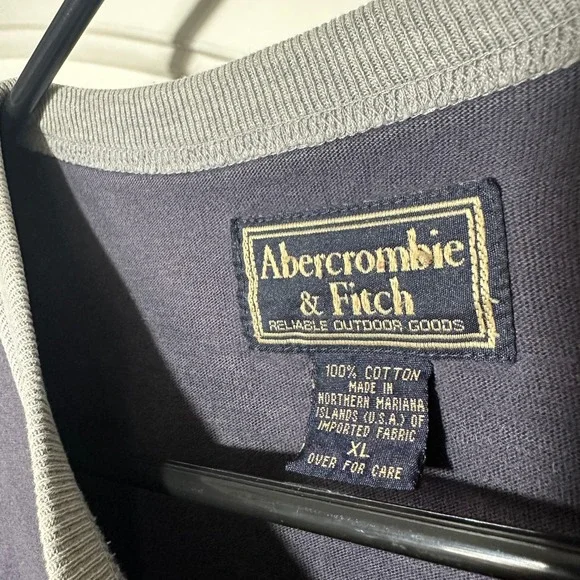 Abercrombie
& Fitch
RELIABLE OUTDOOR GOODS
100% COTTON
MADE IN
NORTHERN MARIANA
ISLANDS (U.S.A.) OF
IMPORTED FABRIC
XL
OVER FOR CARE